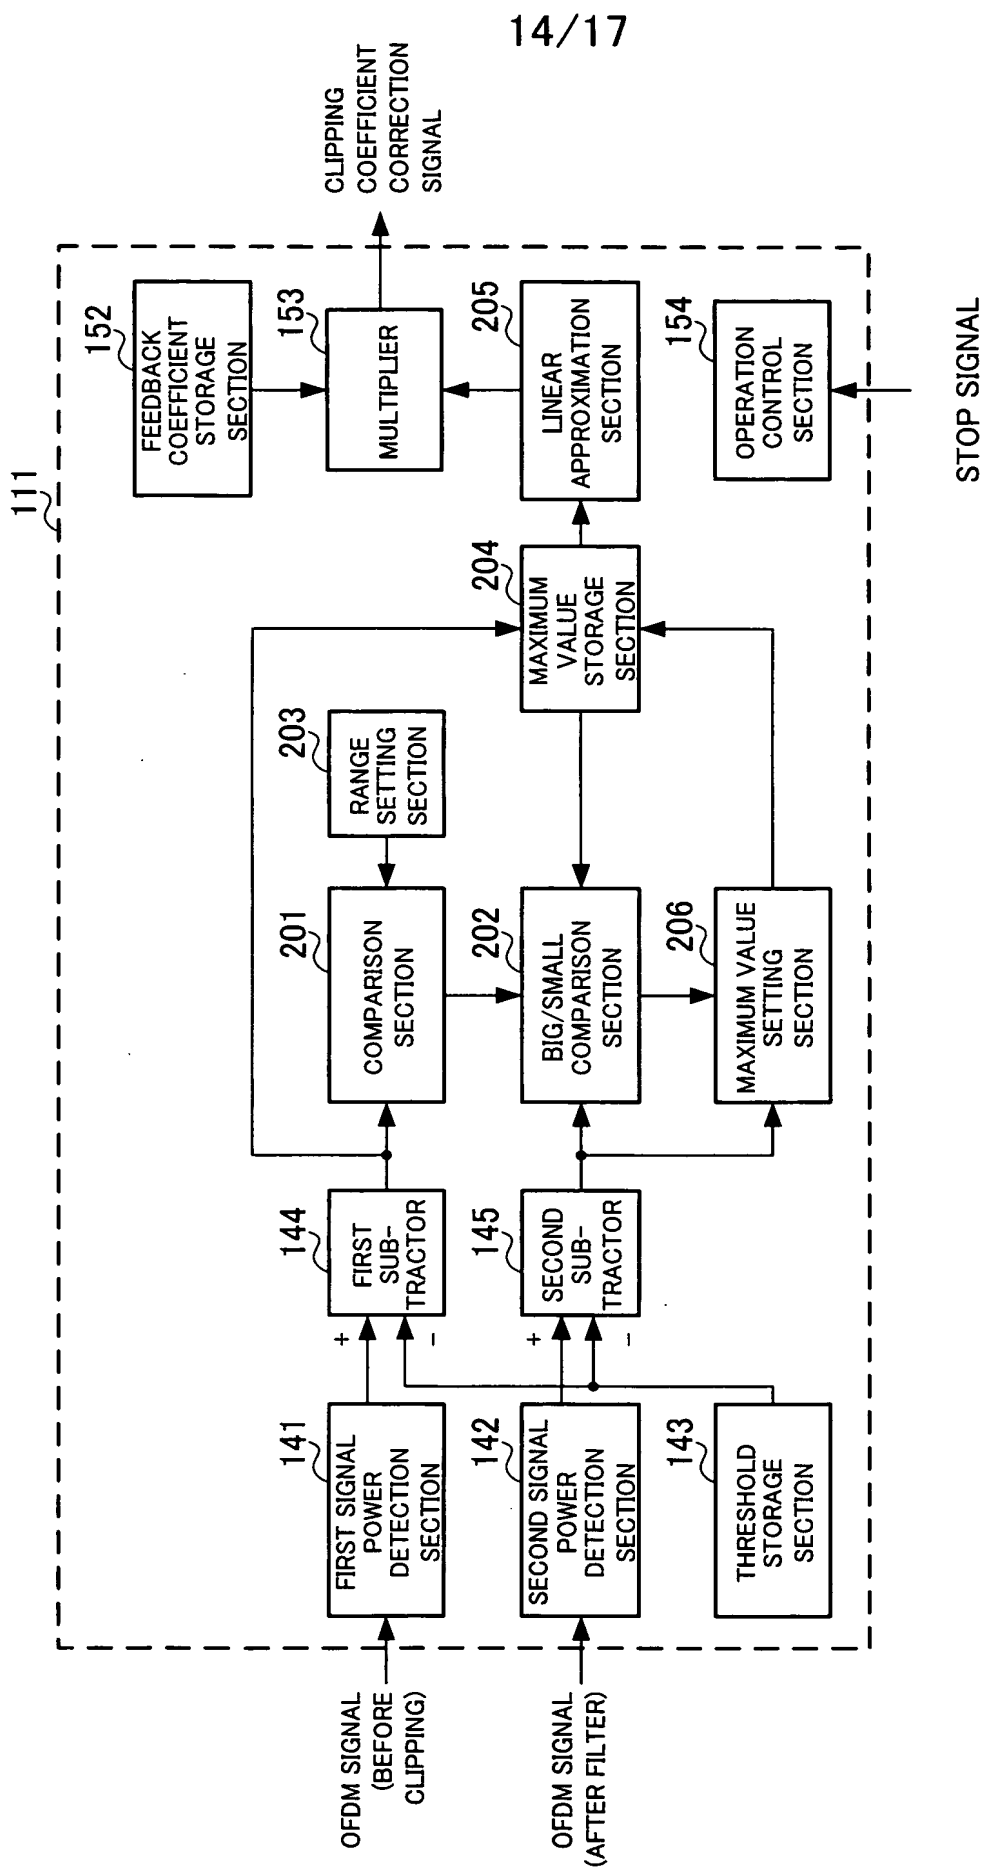 14/17
111
152
FEEDBACK
COEFFICIENT
STORAGE
SECTION
153
MULTIPLIER
CLIPPING
COEFFICIENT
CORRECTION
SIGNAL
205
LINEAR
APPROXIMATION
SECTION
154
OPERATION
CONTROL
SECTION
STOP SIGNAL
204
MAXIMUM
VALUE
STORAGE
SECTION
203
RANGE
SETTING
SECTION
201
COMPARISON
SECTION
202
BIG/SMALL
COMPARISON
SECTION
206
MAXIMUM VALUE
SETTING
SECTION
144
FIRST
SUB-
TRACTOR
+
-
145
SECOND
SUB-
TRACTOR
+
-
141
FIRST SIGNAL
POWER
DETECTION
SECTION
142
SECOND SIGNAL
POWER
DETECTION
SECTION
143
THRESHOLD
STORAGE
SECTION
OFDM SIGNAL
(BEFORE
CLIPPING)
OFDM SIGNAL
(AFTER FILTER)